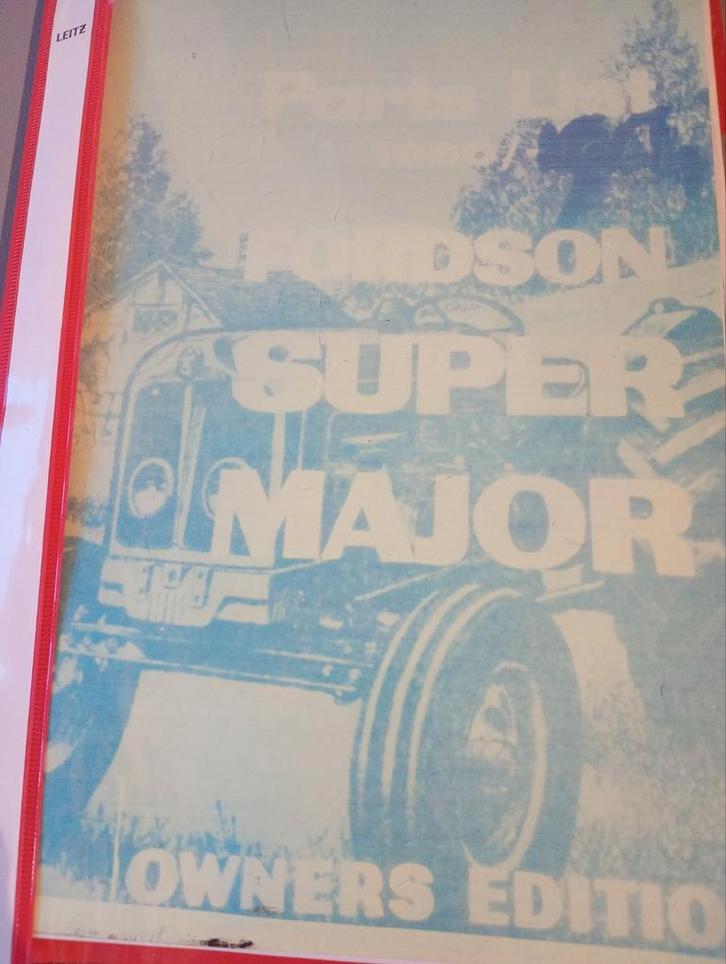 LEITZ
Parts List
FORDSON
SUPER
MAJOR
OWNERS EDITIO